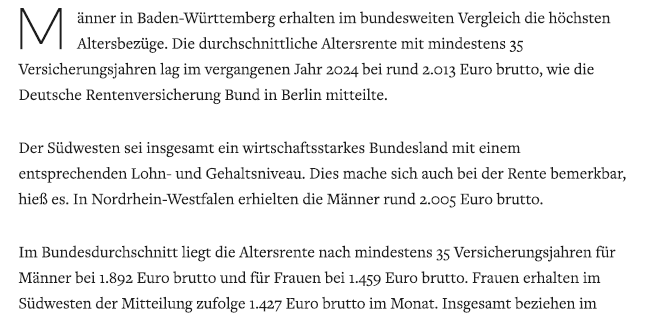 Männer in Baden-Württemberg erhalten im bundesweiten Vergleich die höchsten
Altersbezüge. Die durchschnittliche Altersrente mit mindestens 35
Versicherungsjahren lag im vergangenen Jahr 2024 bei rund 2.013 Euro brutto, wie die
Deutsche Rentenversicherung Bund in Berlin mitteilte.
Der Südwesten sei insgesamt ein wirtschaftsstarkes Bundesland mit einem
entsprechenden Lohn- und Gehaltsniveau. Dies mache sich auch bei der Rente bemerkbar,
hieß es. In Nordrhein-Westfalen erhielten die Männer rund 2.005 Euro brutto.
Im Bundesdurchschnitt liegt die Altersrente nach mindestens 35 Versicherungsjahren für
Männer bei 1.892 Euro brutto und für Frauen bei 1.459 Euro brutto. Frauen erhalten im
Südwesten der Mitteilung zufolge 1.427 Euro brutto im Monat. Insgesamt beziehen im